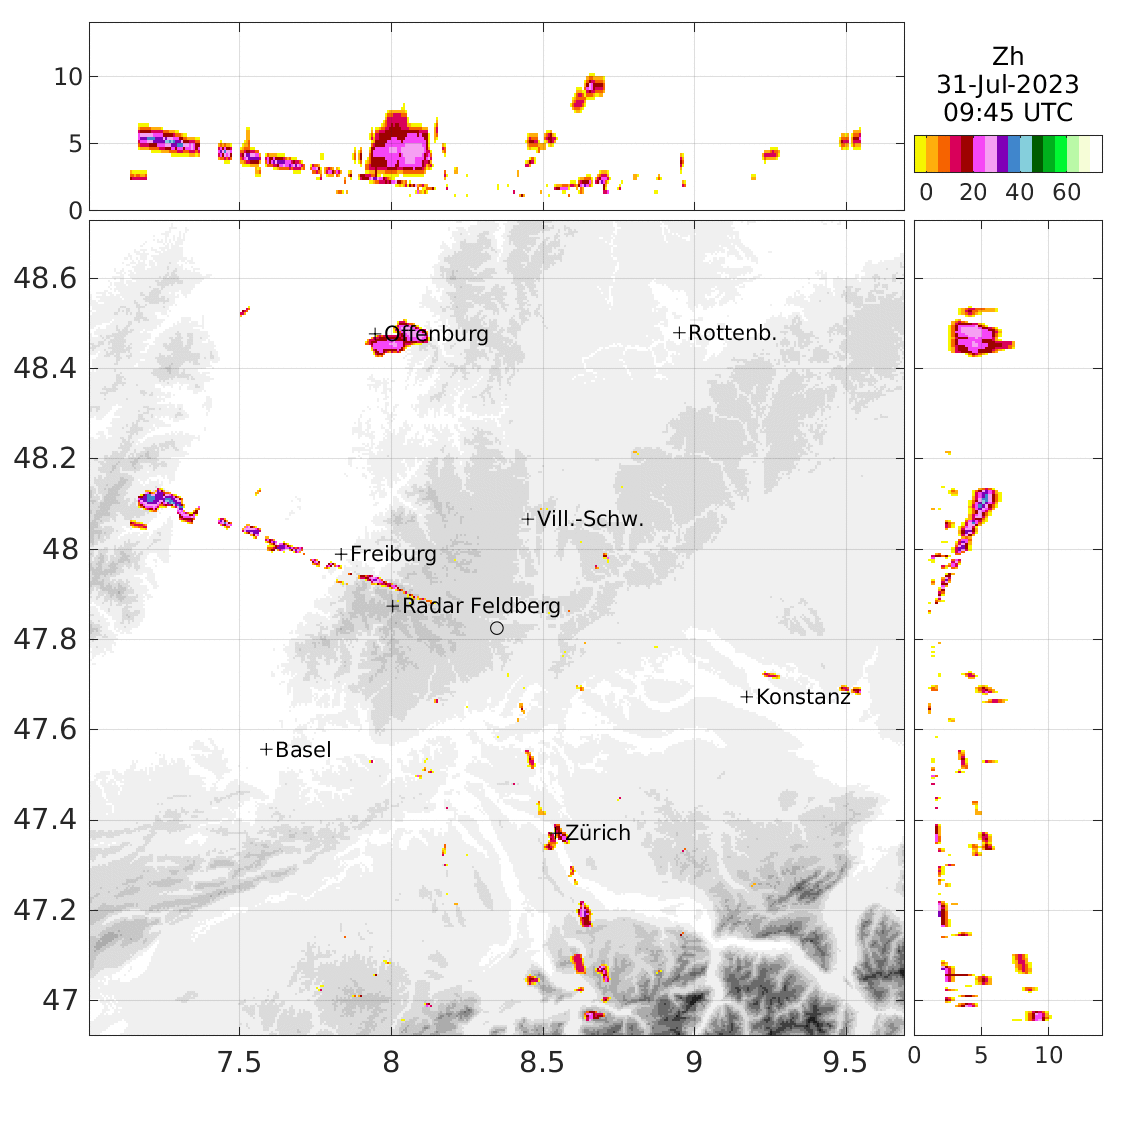 Zh
31-Jul-2023
09:45 UTC
0 20 40 60
10
5
0
48.6
48.4
48.2
48
47.8
47.6
47.4
47.2
47
Offenburg
Rottenb.
Vill.-Schw.
Freiburg
Radar Feldberg
Konstanz
Basel
Zürich
7.5 8 8.5 9 9.5
0 5 10